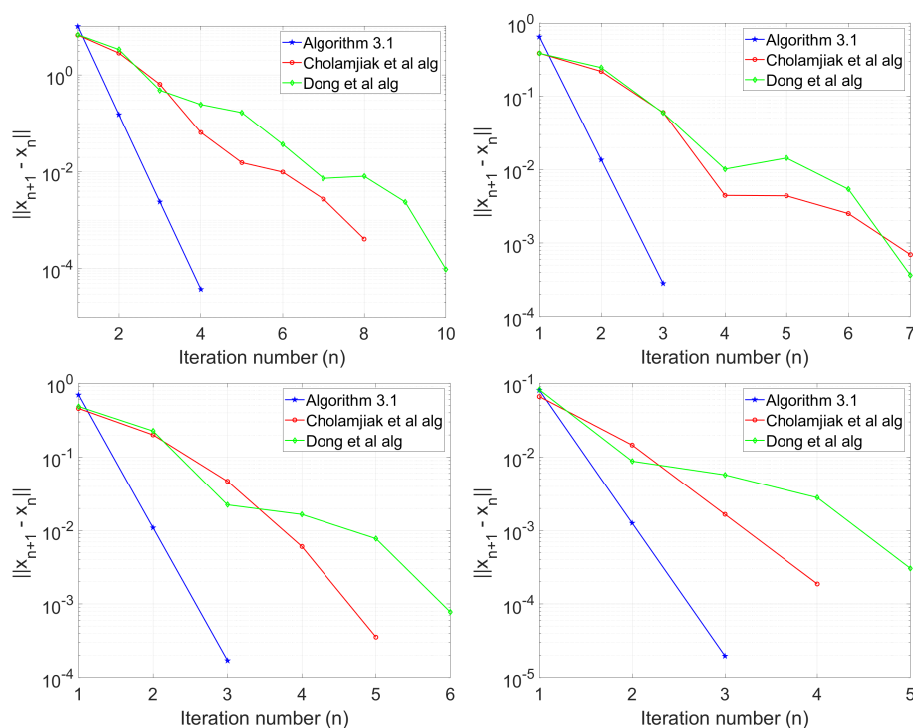 Algorithm 3.1
Cholamjiak et al alg
Dong et al alg
10^0
10^-2
10^-4
||x_{n+1} - x_n||
2
4
6
8
10
Iteration number (n)
Algorithm 3.1
Cholamjiak et al alg
Dong et al alg
10^0
10^-1
10^-2
10^-3
10^-4
||x_{n+1} - x_n||
1
2
3
4
5
6
7
Iteration number (n)
Algorithm 3.1
Cholamjiak et al alg
Dong et al alg
10^0
10^-1
10^-2
10^-3
10^-4
||x_{n+1} - x_n||
1
2
3
4
5
6
Iteration number (n)
Algorithm 3.1
Cholamjiak et al alg
Dong et al alg
10^-1
10^-2
10^-3
10^-4
10^-5
||x_{n+1} - x_n||
1
2
3
4
5
Iteration number (n)